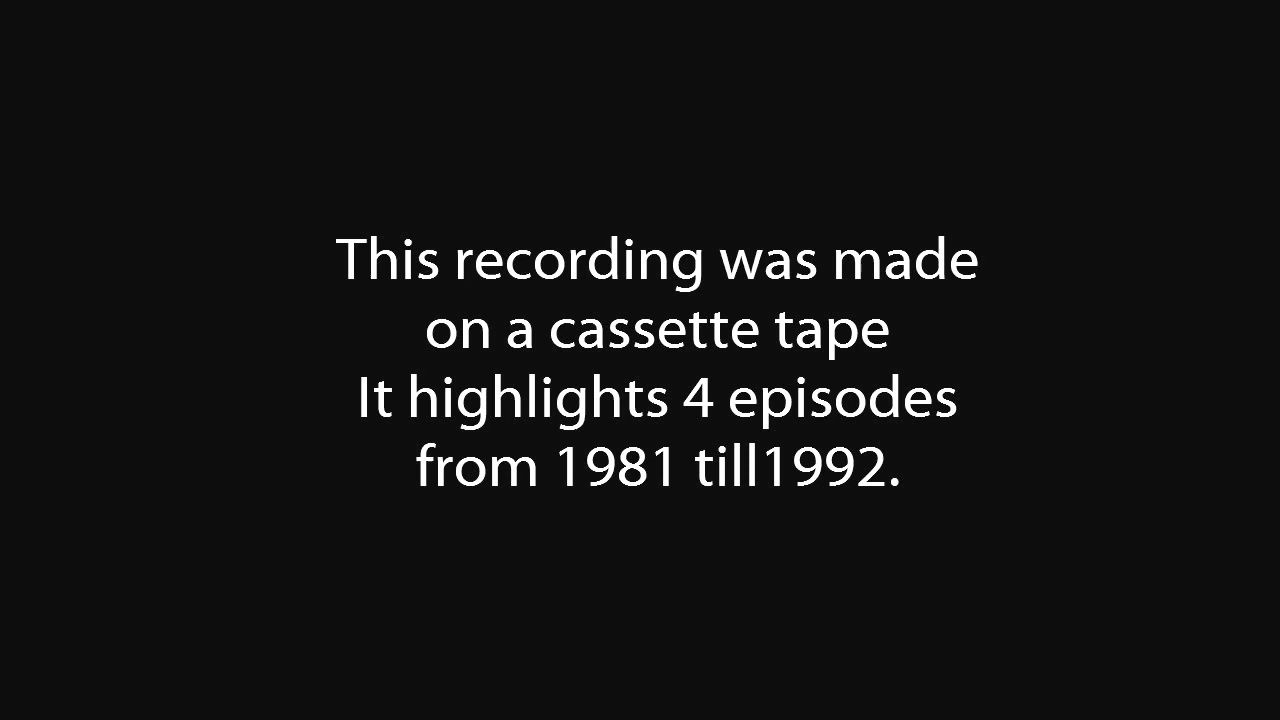 This recording was made
on a cassette tape
It highlights 4 episodes
from 1981 till1992.